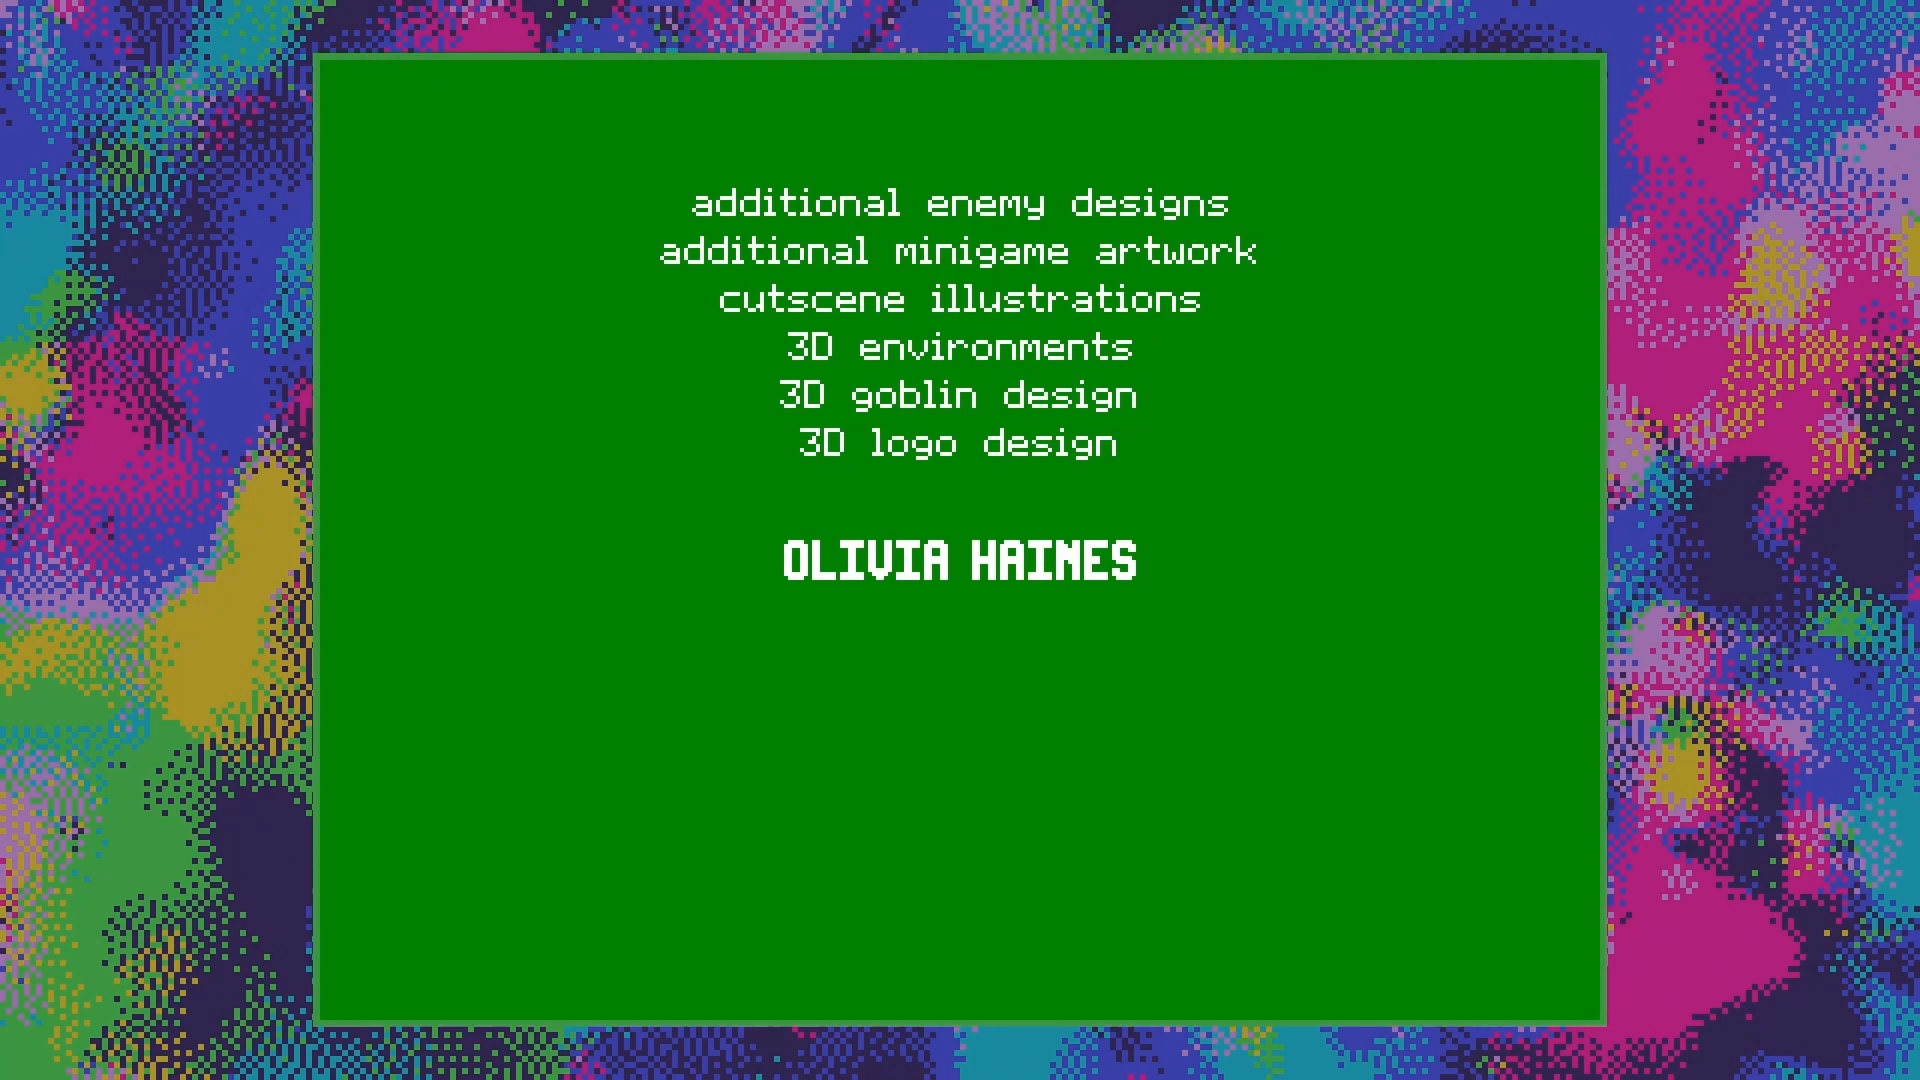 additional enemy designs
additional minigame artwork
cutscene illustrations
3D environments
3D goblin design
3D logo design
OLIVIA HAINES